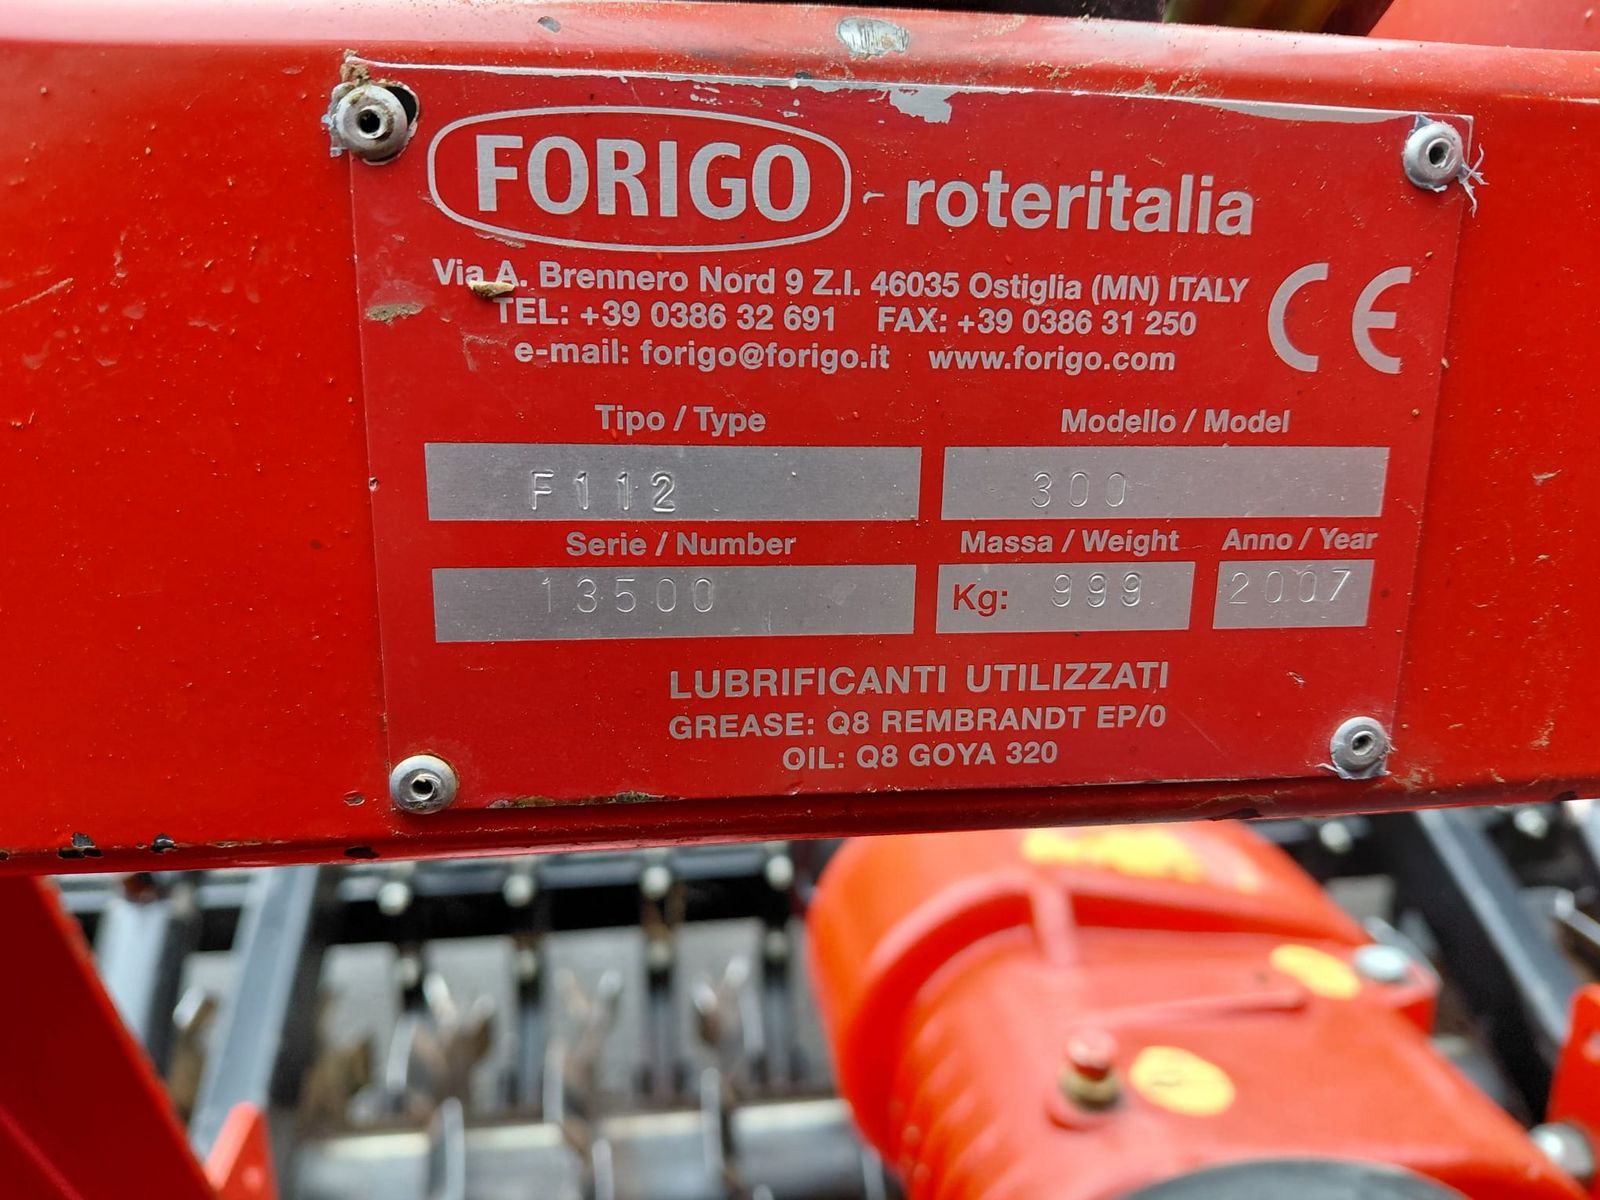 FORIGO - roteritalia
Via A. Brennero Nord 9 Z.I. 46035 Ostiglia (MN) ITALY
TEL: +39 0386 32 691 FAX: +39 0386 31 250
e-mail: forigo@forigo.it www.forigo.com
CE
Tipo / Type Modello / Model
F112 300
Serie / Number Massa / Weight Anno / Year
13500 Kg: 999 2007
LUBRIFICANTI UTILIZZATI
GREASE: Q8 REMBRANDT EP/0
OIL: Q8 GOYA 320